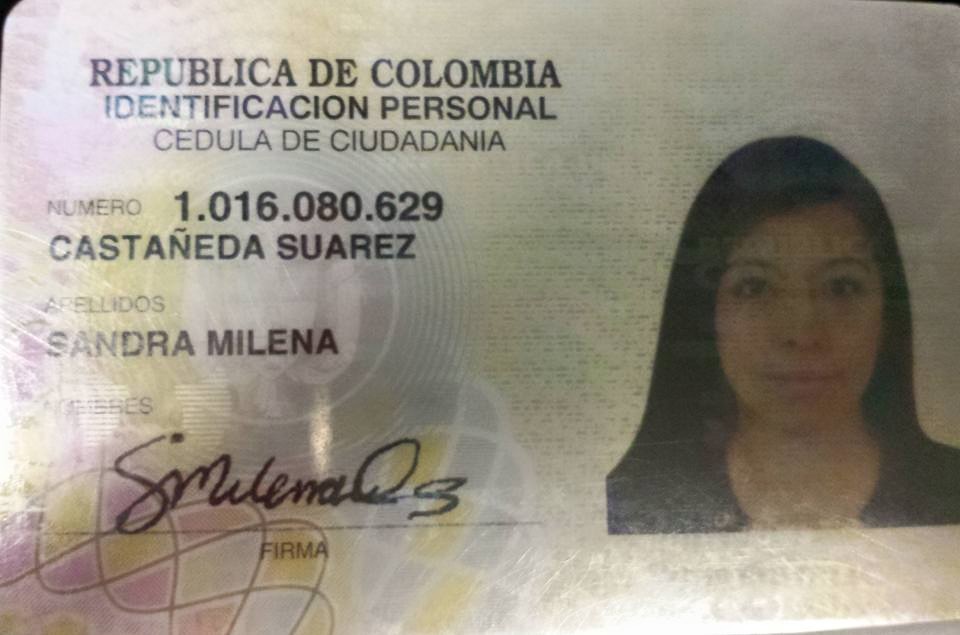 REPUBLICA DE COLOMBIA
IDENTIFICACION PERSONAL
CEDULA DE CIUDADANIA
NUMERO 1.016.080.629
CASTAÑEDA SUAREZ
APELLIDOS
SANDRA MILENA
NOMBRES
FIRMA